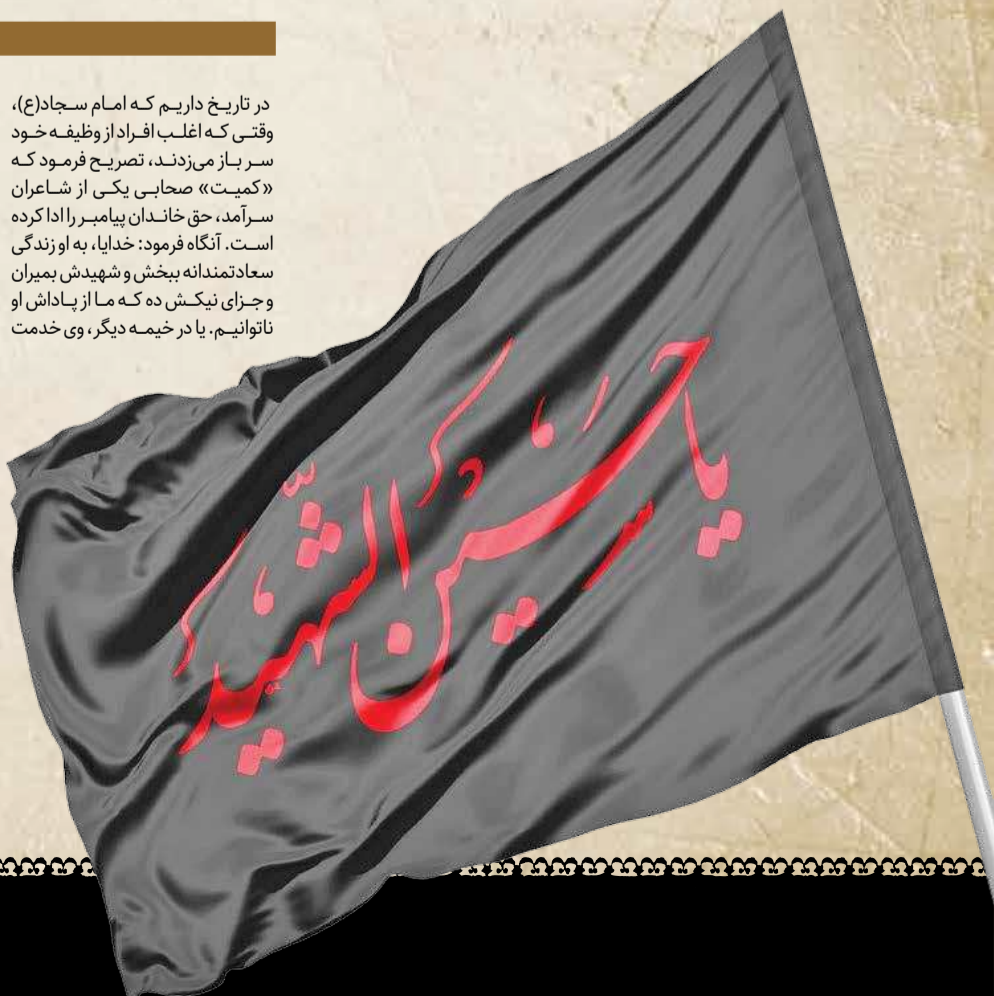 در تاریخ داریم که امام سجاد(ع)،
وقتی که اغلب افراد از وظیفه خود
سر باز می‌زدند، تصریح فرمود که
«کمیت» صحابی یکی از شاعران
سرآمد، حق خاندان پیامبر را ادا کرده
است. آنگاه فرمود: خدایا، به او زندگی
سعادتمندانه ببخش و شهیدش بمیران
و جزای نیکش ده که ما از پاداش او
ناتوانیم. یا در خیمه دیگر، وی خدمت
یا حسین الشهید